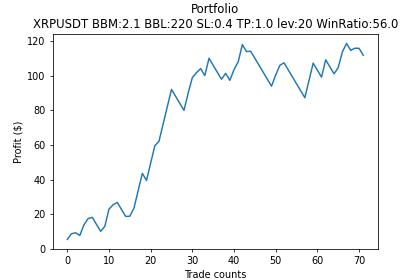 Portfolio
XRPUSDT BBM:2.1 BBL:220 SL:0.4 TP:1.0 lev:20 WinRatio:56.0
120
100
80
60
40
20
0
Profit ($)
0 10 20 30 40 50 60 70
Trade counts